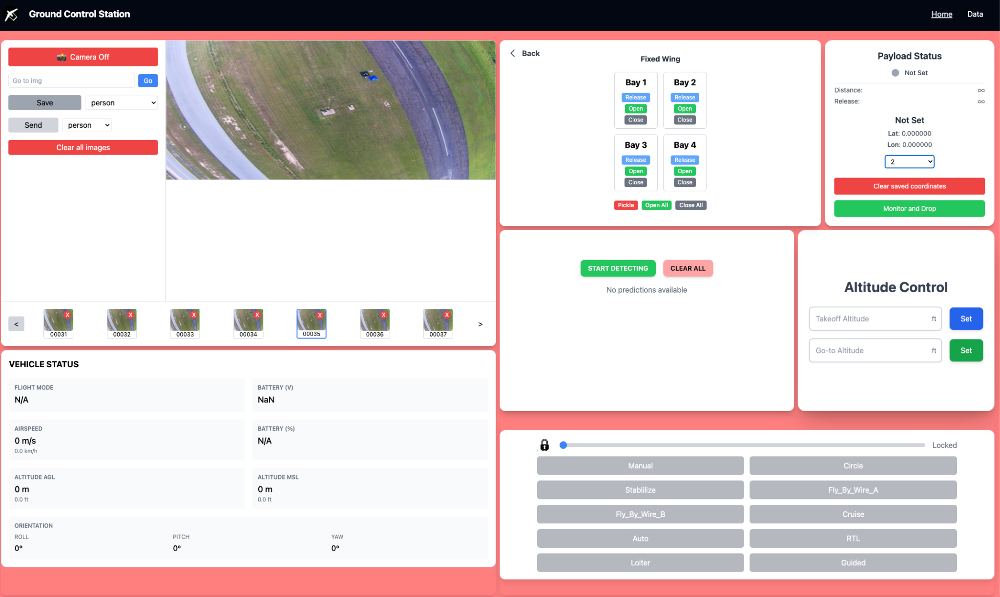 Ground Control Station
Home
Data
📸 Camera Off
Go to img
Go
Save
person
Send
person
Clear all images
<
X
00031
X
00032
X
00033
X
00034
X
00035
X
00036
X
00037
>
VEHICLE STATUS
FLIGHT MODE
N/A
BATTERY (V)
NaN
AIRSPEED
0 m/s
0.0 km/h
BATTERY (%)
N/A
ALTITUDE AGL
0 m
0.0 ft
ALTITUDE MSL
0 m
0.0 ft
ORIENTATION
ROLL
0°
PITCH
0°
YAW
0°
Back
Fixed Wing
Bay 1
Release
Open
Close
Bay 2
Release
Open
Close
Bay 3
Release
Open
Close
Bay 4
Release
Open
Close
Pickle
Open All
Close All
Payload Status
Not Set
Distance: ∞
Release: ∞
Not Set
Lat: 0.000000
Lon: 0.000000
2
Clear saved coordinates
Monitor and Drop
START DETECTING
CLEAR ALL
No predictions available
Altitude Control
Takeoff Altitude ft
Set
Go-to Altitude ft
Set
Locked
Manual
Circle
Stablilize
Fly_By_Wire_A
Fly_By_Wire_B
Cruise
Auto
RTL
Loiter
Guided